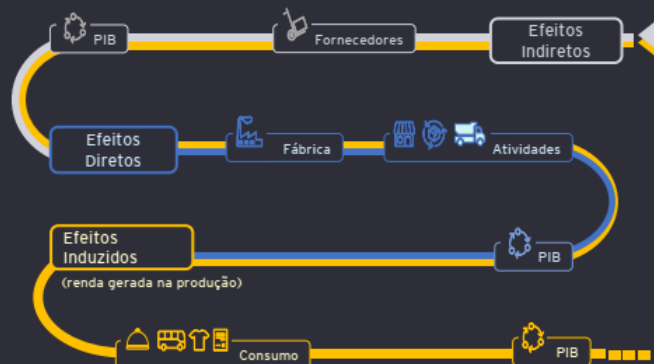 PIB
Fornecedores
Efeitos
Indiretos
Efeitos
Diretos
Fábrica
Atividades
Efeitos
Induzidos
(renda gerada na produção)
PIB
Consumo
PIB